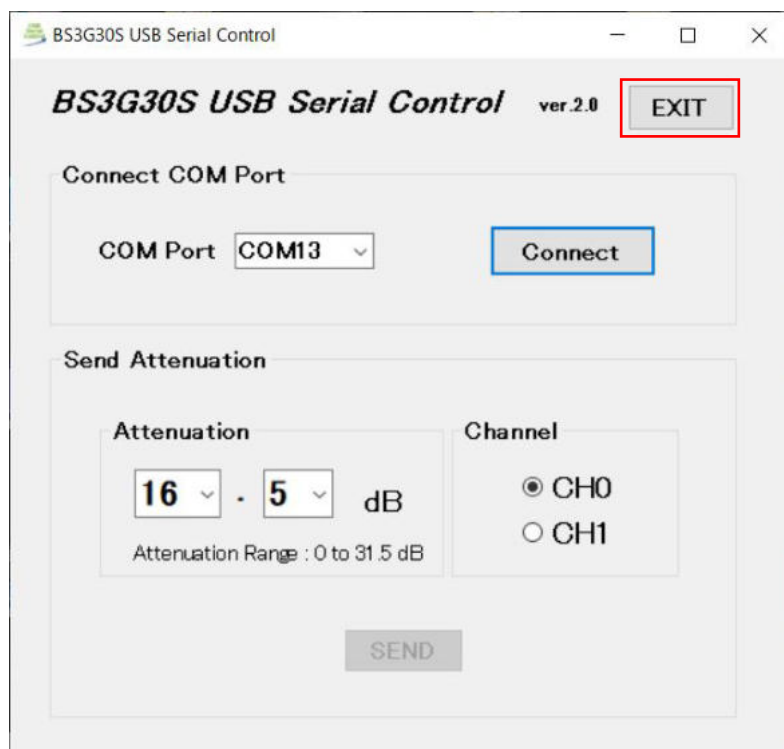 BS3G30S USB Serial Control
BS3G30S USB Serial Control ver.2.0 EXIT
Connect COM Port
COM Port COM13 Connect
Send Attenuation
Attenuation Channel
16 . 5 dB
CH0
CH1
Attenuation Range : 0 to 31.5 dB
SEND